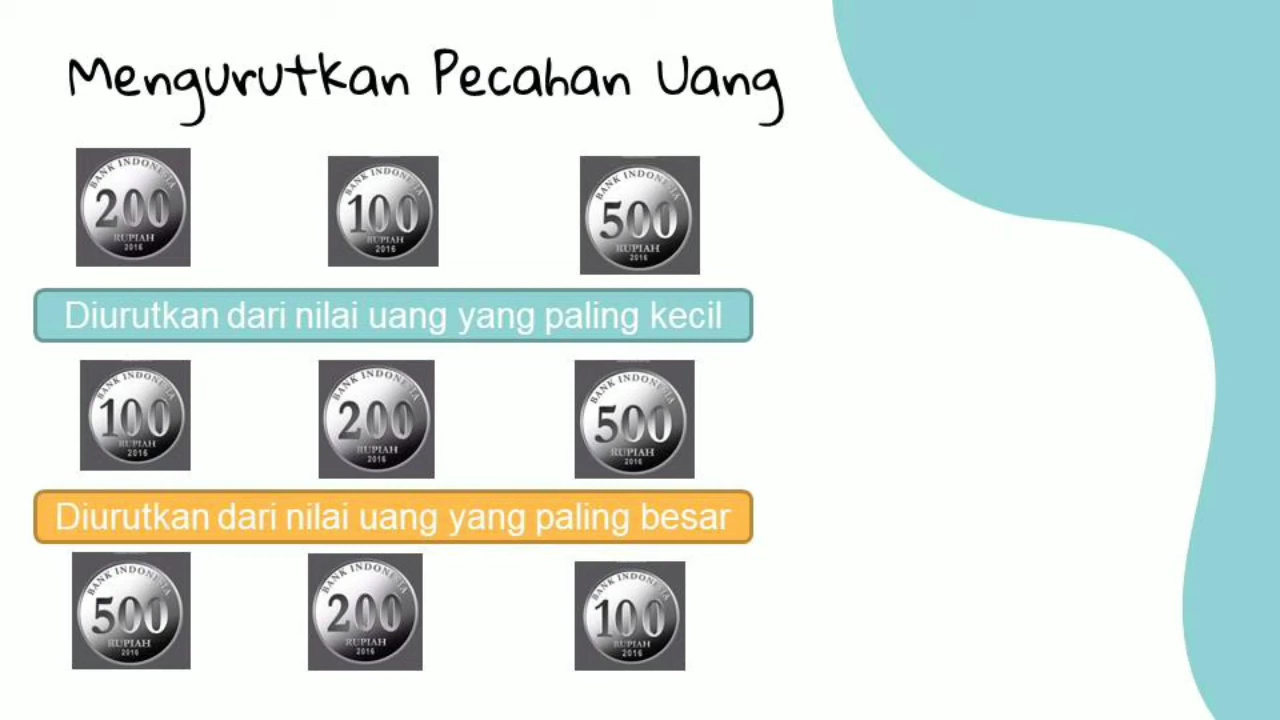 Mengurutkan Pecahan Uang
BANK INDONESIA
200
RUPIAH
2016
BANK INDONESIA
100
RUPIAH
2016
BANK INDONESIA
500
RUPIAH
2016
Diurutkan dari nilai uang yang paling kecil
BANK INDONESIA
100
RUPIAH
2016
BANK INDONESIA
200
RUPIAH
2016
BANK INDONESIA
500
RUPIAH
2016
Diurutkan dari nilai uang yang paling besar
BANK INDONESIA
500
RUPIAH
2016
BANK INDONESIA
200
RUPIAH
2016
BANK INDONESIA
100
RUPIAH
2016